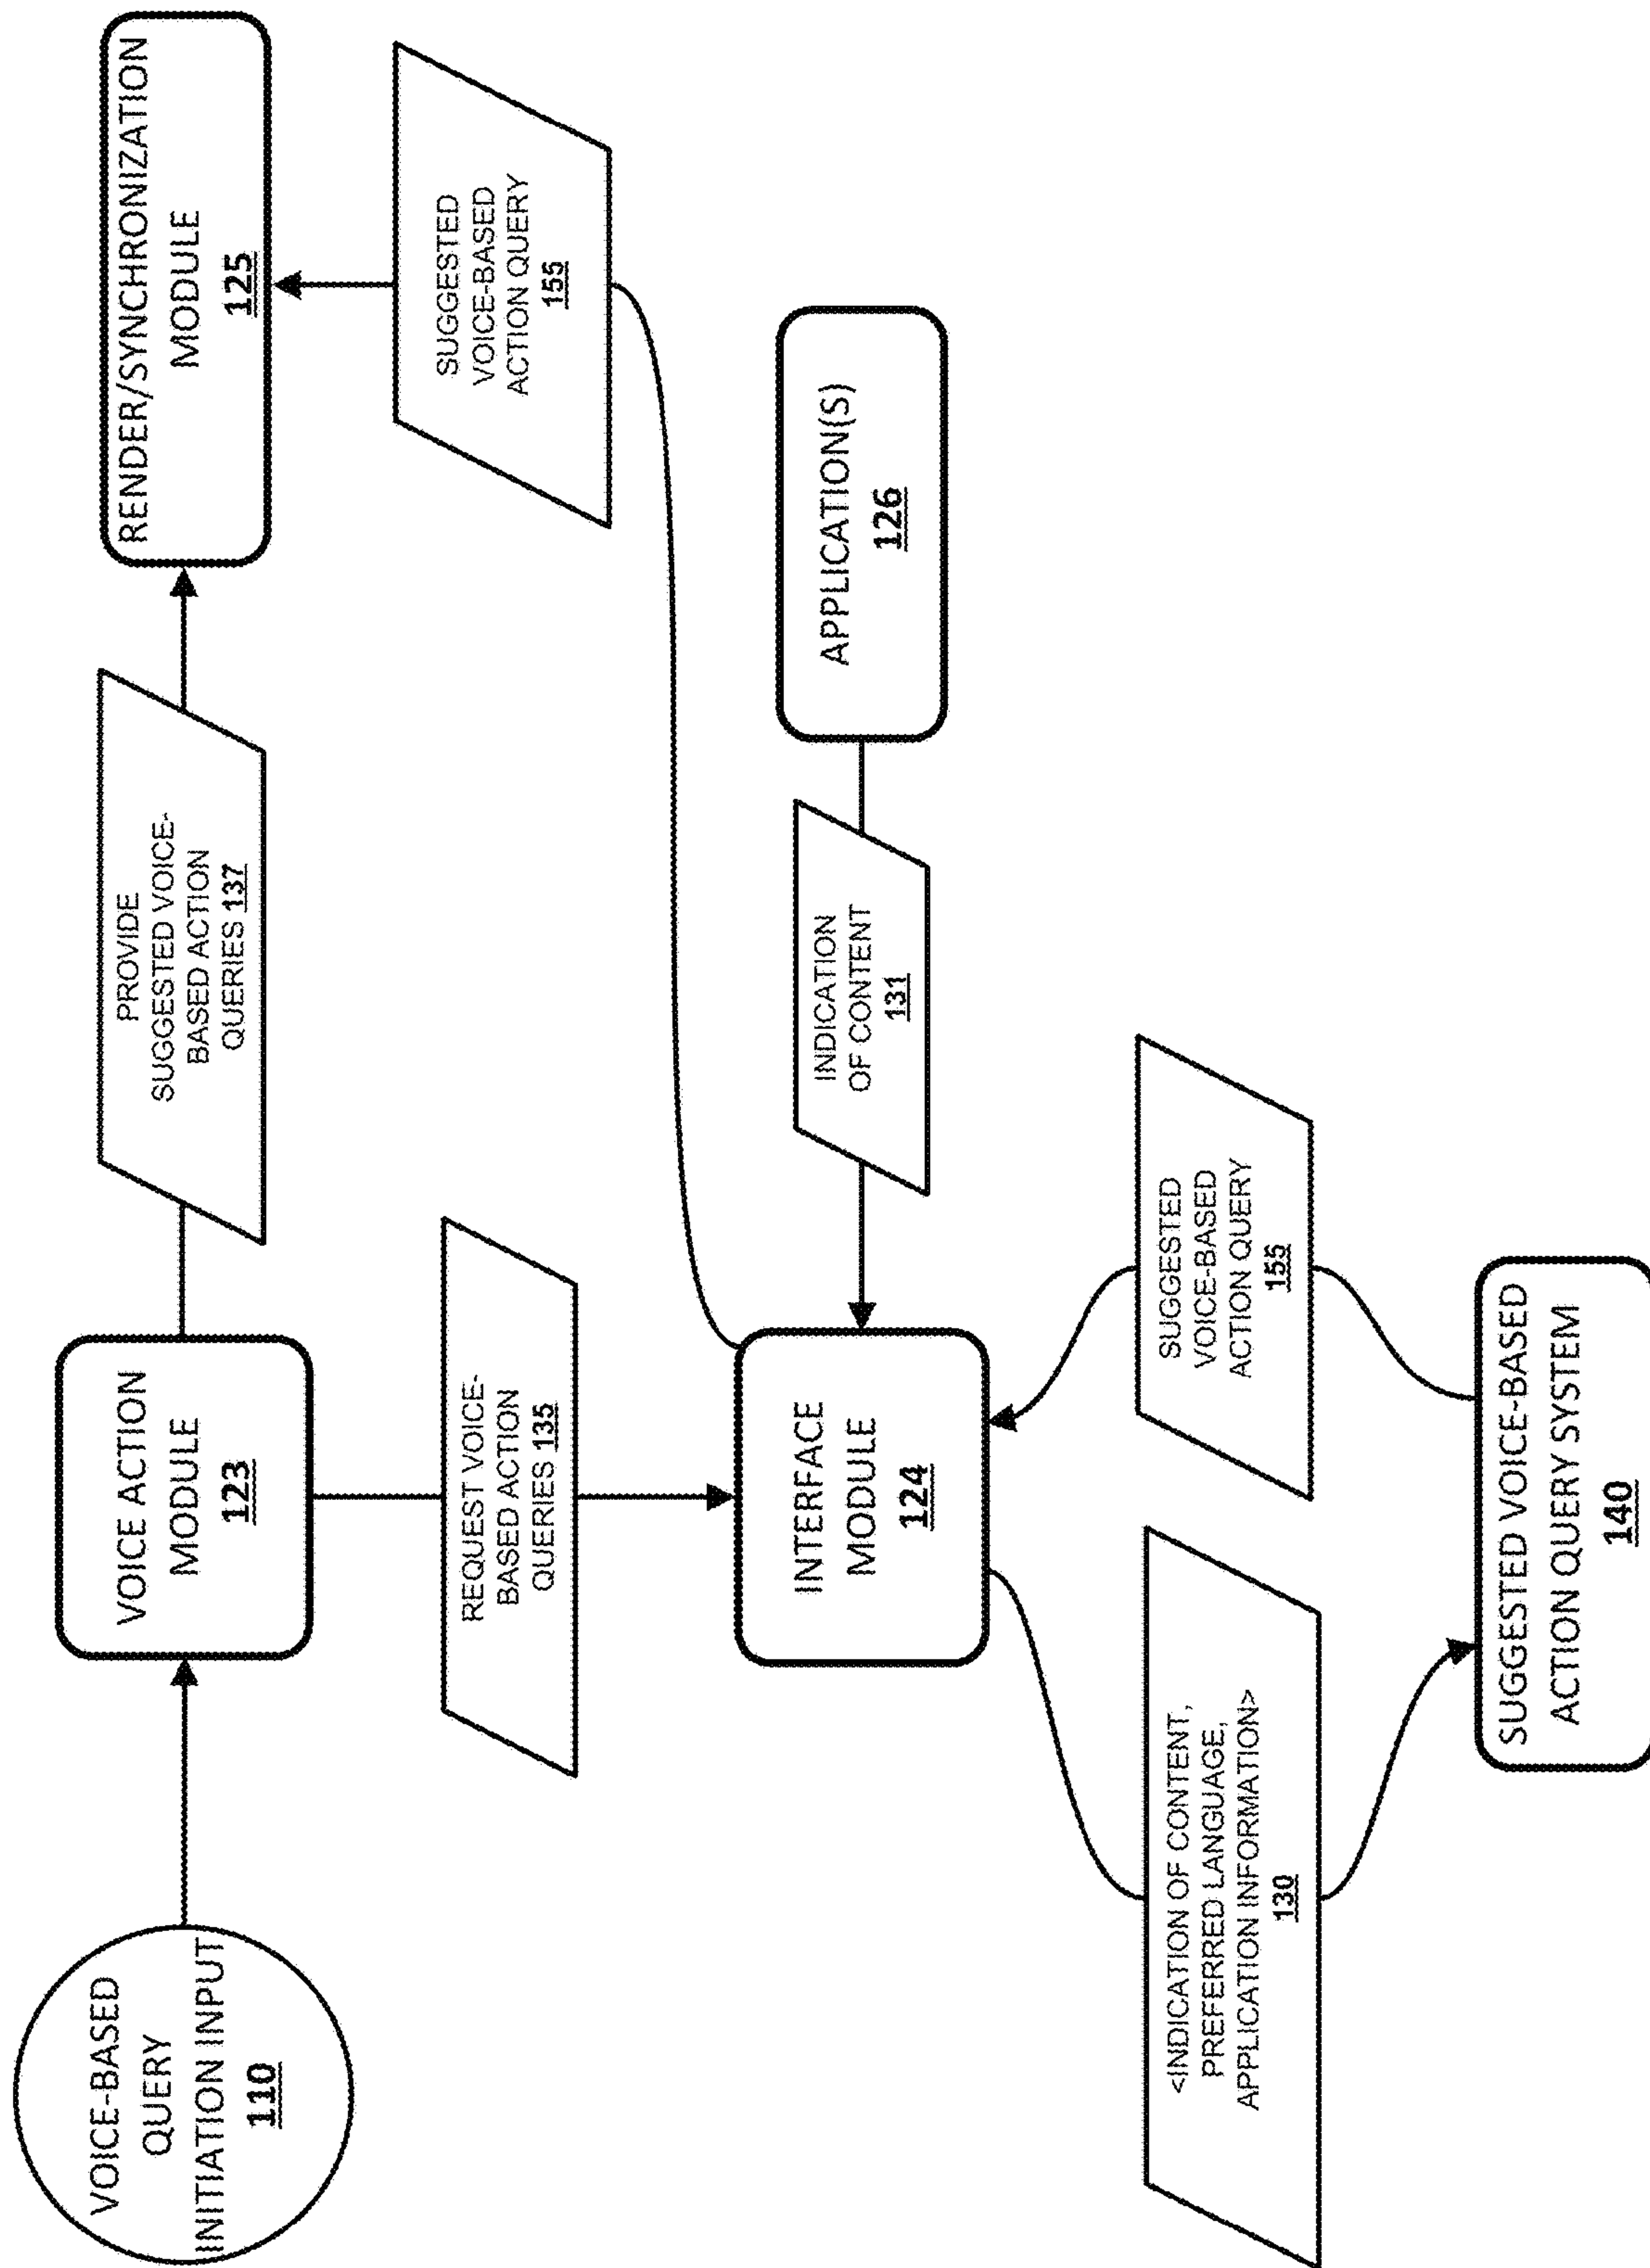 VOICE-BASED
QUERY
INITIATION INPUT
110
VOICE ACTION
MODULE
123
PROVIDE
SUGGESTED VOICE-
BASED ACTION
QUERIES 137
RENDER/SYNCHRONIZATION
MODULE
125
REQUEST VOICE-
BASED ACTION
QUERIES 135
SUGGESTED
VOICE-BASED
ACTION QUERY
155
INTERFACE
MODULE
124
INDICATION
OF CONTENT
131
APPLICATION(S)
126
<INDICATION OF CONTENT,
PREFERRED LANGUAGE,
APPLICATION INFORMATION>
130
SUGGESTED
VOICE-BASED
ACTION QUERY
155
SUGGESTED VOICE-BASED
ACTION QUERY SYSTEM
140